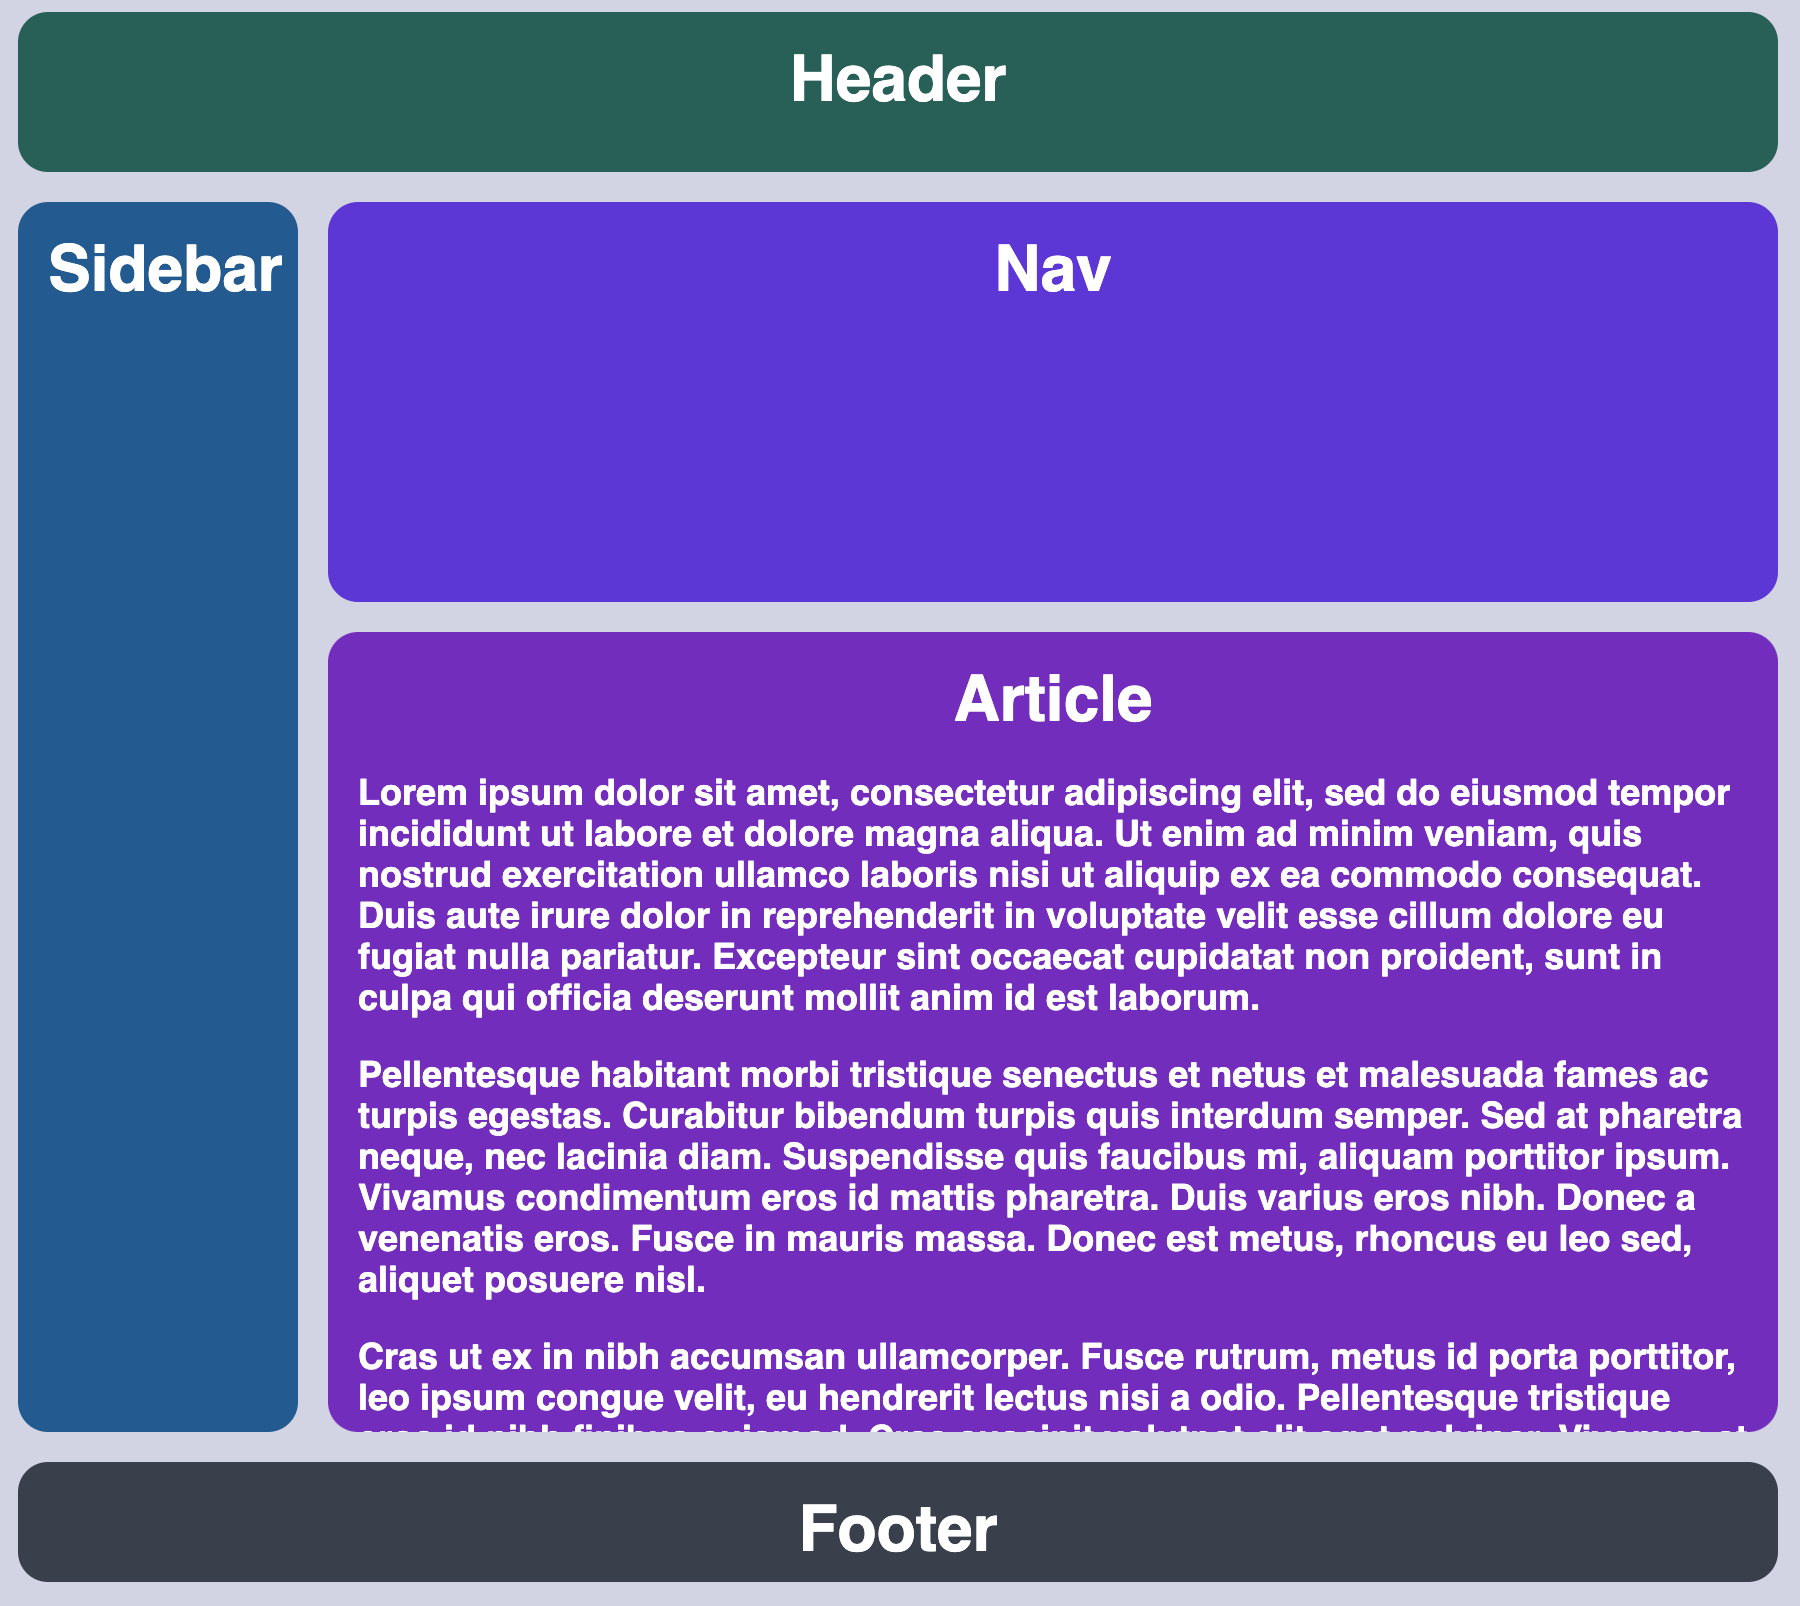 Header
Sidebar
Nav
Article
Lorem ipsum dolor sit amet, consectetur adipiscing elit, sed do eiusmod tempor
incididunt ut labore et dolore magna aliqua. Ut enim ad minim veniam, quis
nostrud exercitation ullamco laboris nisi ut aliquip ex ea commodo consequat.
Duis aute irure dolor in reprehenderit in voluptate velit esse cillum dolore eu
fugiat nulla pariatur. Excepteur sint occaecat cupidatat non proident, sunt in
culpa qui officia deserunt mollit anim id est laborum.
Pellentesque habitant morbi tristique senectus et netus et malesuada fames ac
turpis egestas. Curabitur bibendum turpis quis interdum semper. Sed at pharetra
neque, nec lacinia diam. Suspendisse quis faucibus mi, aliquam porttitor ipsum.
Vivamus condimentum eros id mattis pharetra. Duis varius eros nibh. Donec a
venenatis eros. Fusce in mauris massa. Donec est metus, rhoncus eu leo sed,
aliquet posuere nisl.
Cras ut ex in nibh accumsan ullamcorper. Fusce rutrum, metus id porta porttitor,
leo ipsum congue velit, eu hendrerit lectus nisi a odio. Pellentesque tristique
Footer